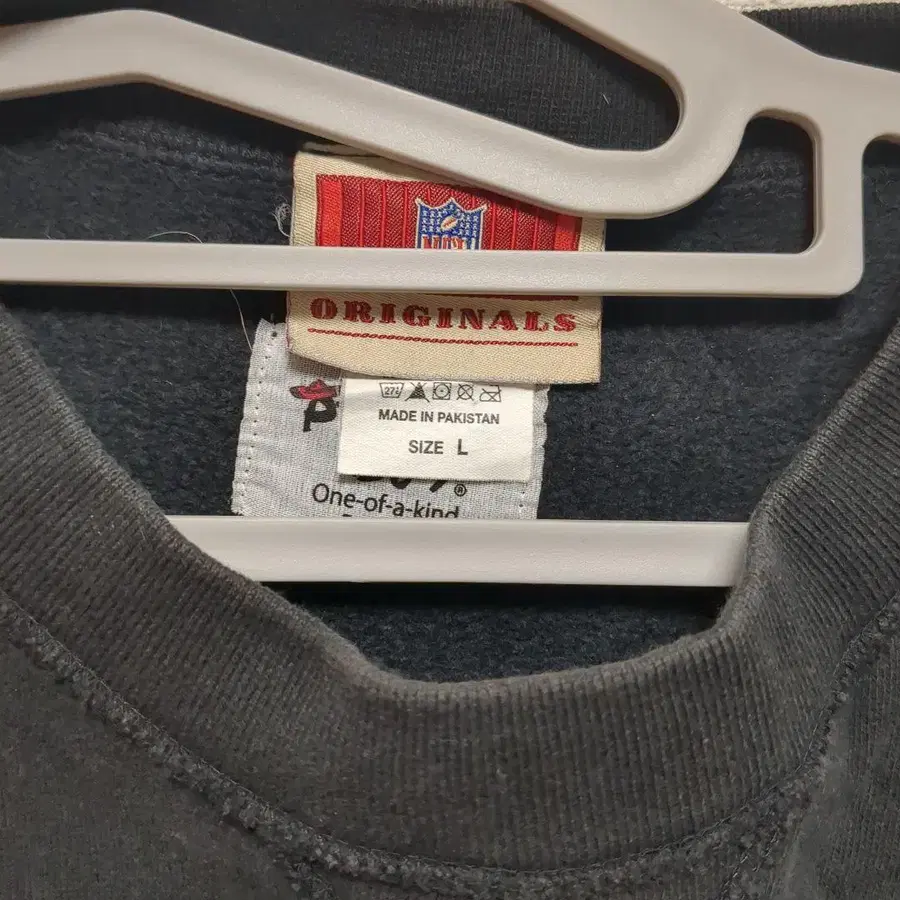 NFL
ORIGINALS
MADE IN PAKISTAN
SIZE L
One-of-a-kind